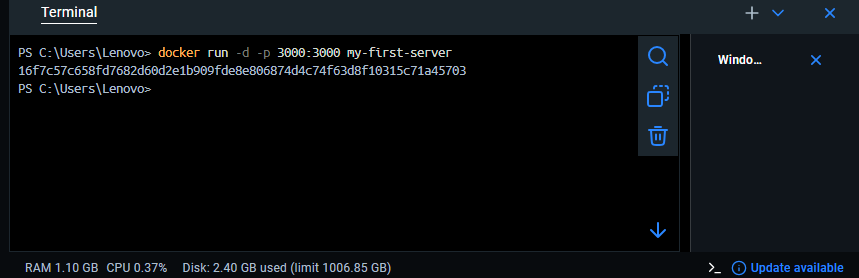 Terminal
PS C:\Users\Lenovo> docker run -d -p 3000:3000 my-first-server
16f7c57c658fd7682d60d2e1b909fde8e806874d4c74f63d8f10315c71a45703
PS C:\Users\Lenovo>
Windo...
RAM 1.10 GB CPU 0.37% Disk: 2.40 GB used (limit 1006.85 GB)
Update available